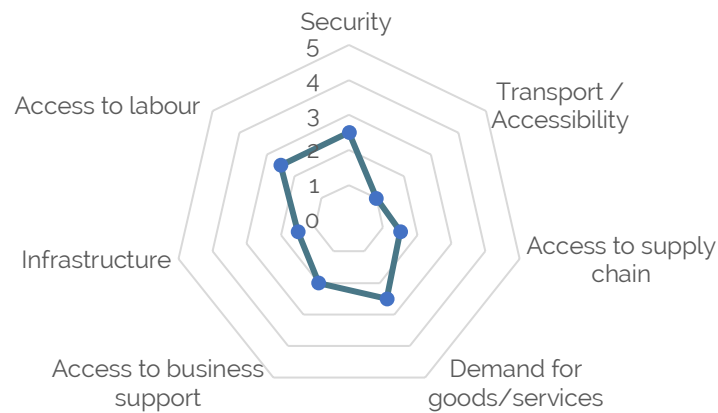 Security
5
4
3
2
1
0
Transport /
Accessibility
Access to supply
chain
Demand for
goods/services
Access to business
support
Infrastructure
Access to labour